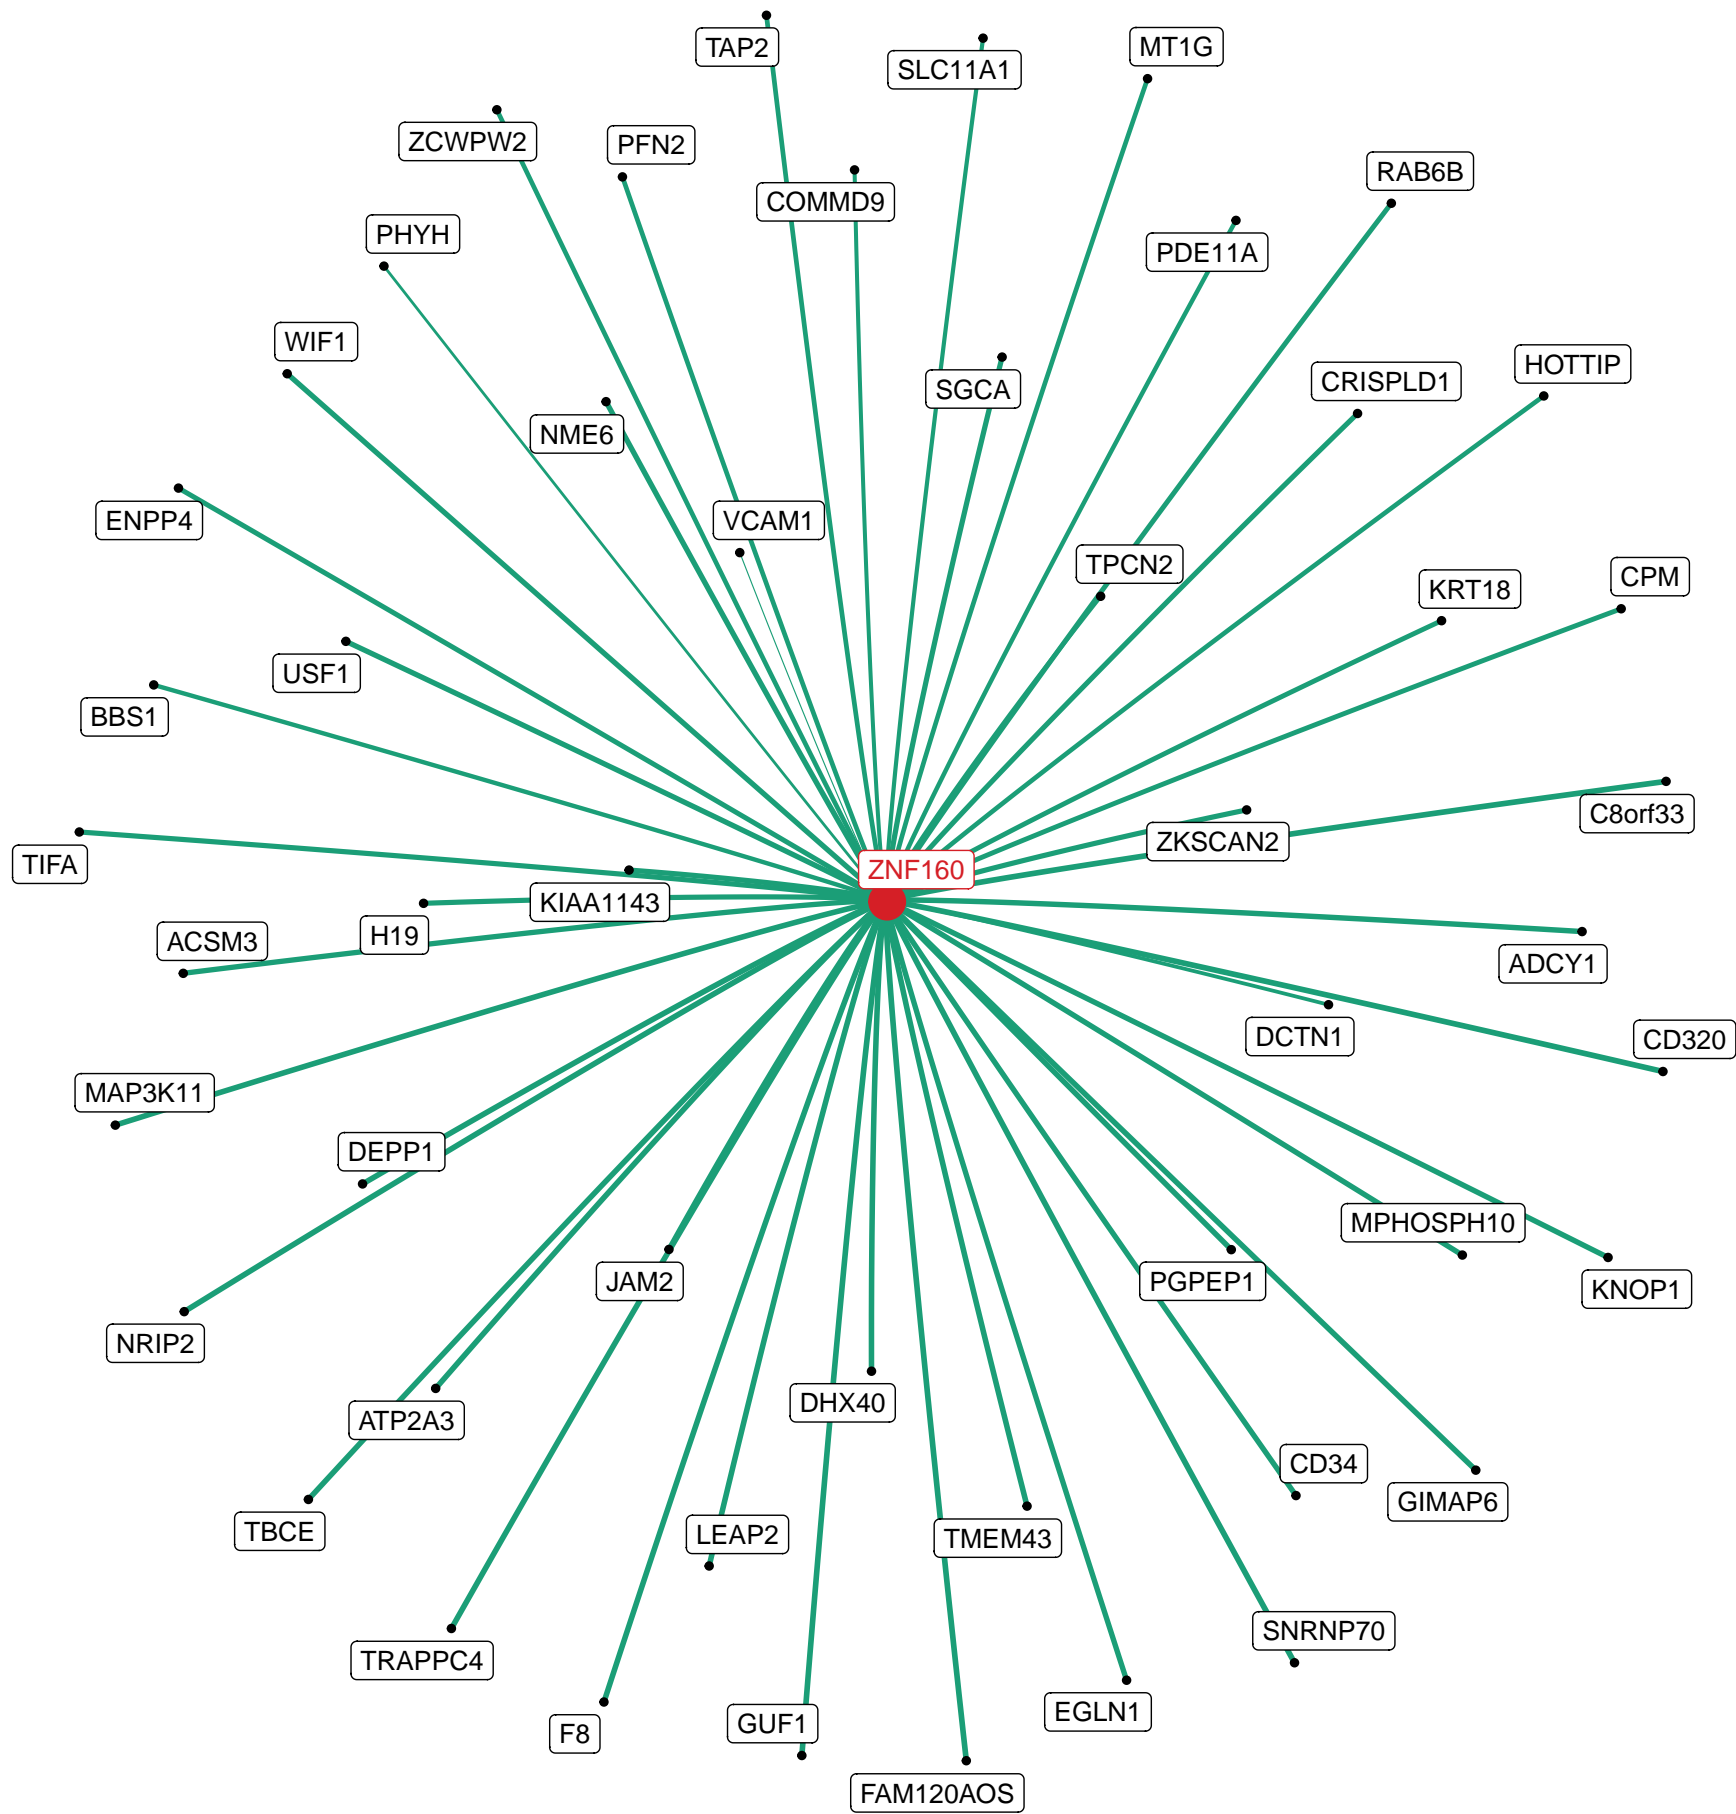 TAP2
MT1G
SLC11A1
ZCWPW2
PFN2
RAB6B
COMMD9
PHYH
PDE11A
WIF1
HOTTIP
CRISPLD1
SGCA
NME6
ENPP4
VCAM1
TPCN2
CPM
KRT18
USF1
BBS1
C8orf33
ZKSCAN2
TIFA
ZNF160
KIAA1143
H19
ACSM3
ADCY1
DCTN1
CD320
MAP3K11
DEPP1
MPHOSPH10
JAM2
PGPEP1
KNOP1
NRIP2
DHX40
ATP2A3
CD34
GIMAP6
TBCE
LEAP2
TMEM43
SNRNP70
TRAPPC4
EGLN1
GUF1
F8
FAM120AOS